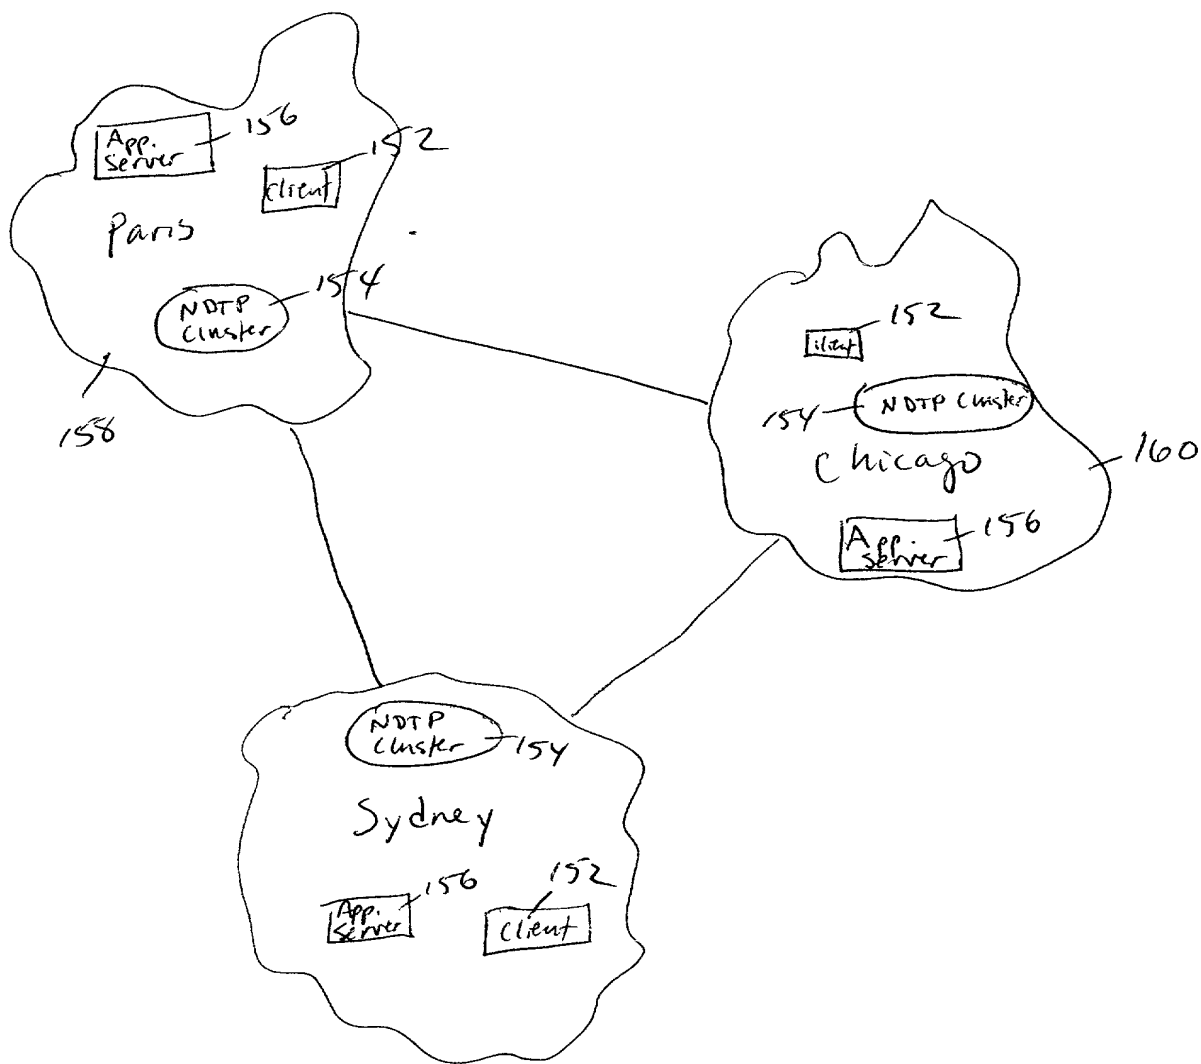 App.
Server
156
152
Client
Paris
NDTP
Cluster
154
158
152
client
154
NDTP Cluster
Chicago
160
App.
Server
156
NDTP
Cluster
154
Sydney
App.
Server
156
152
Client